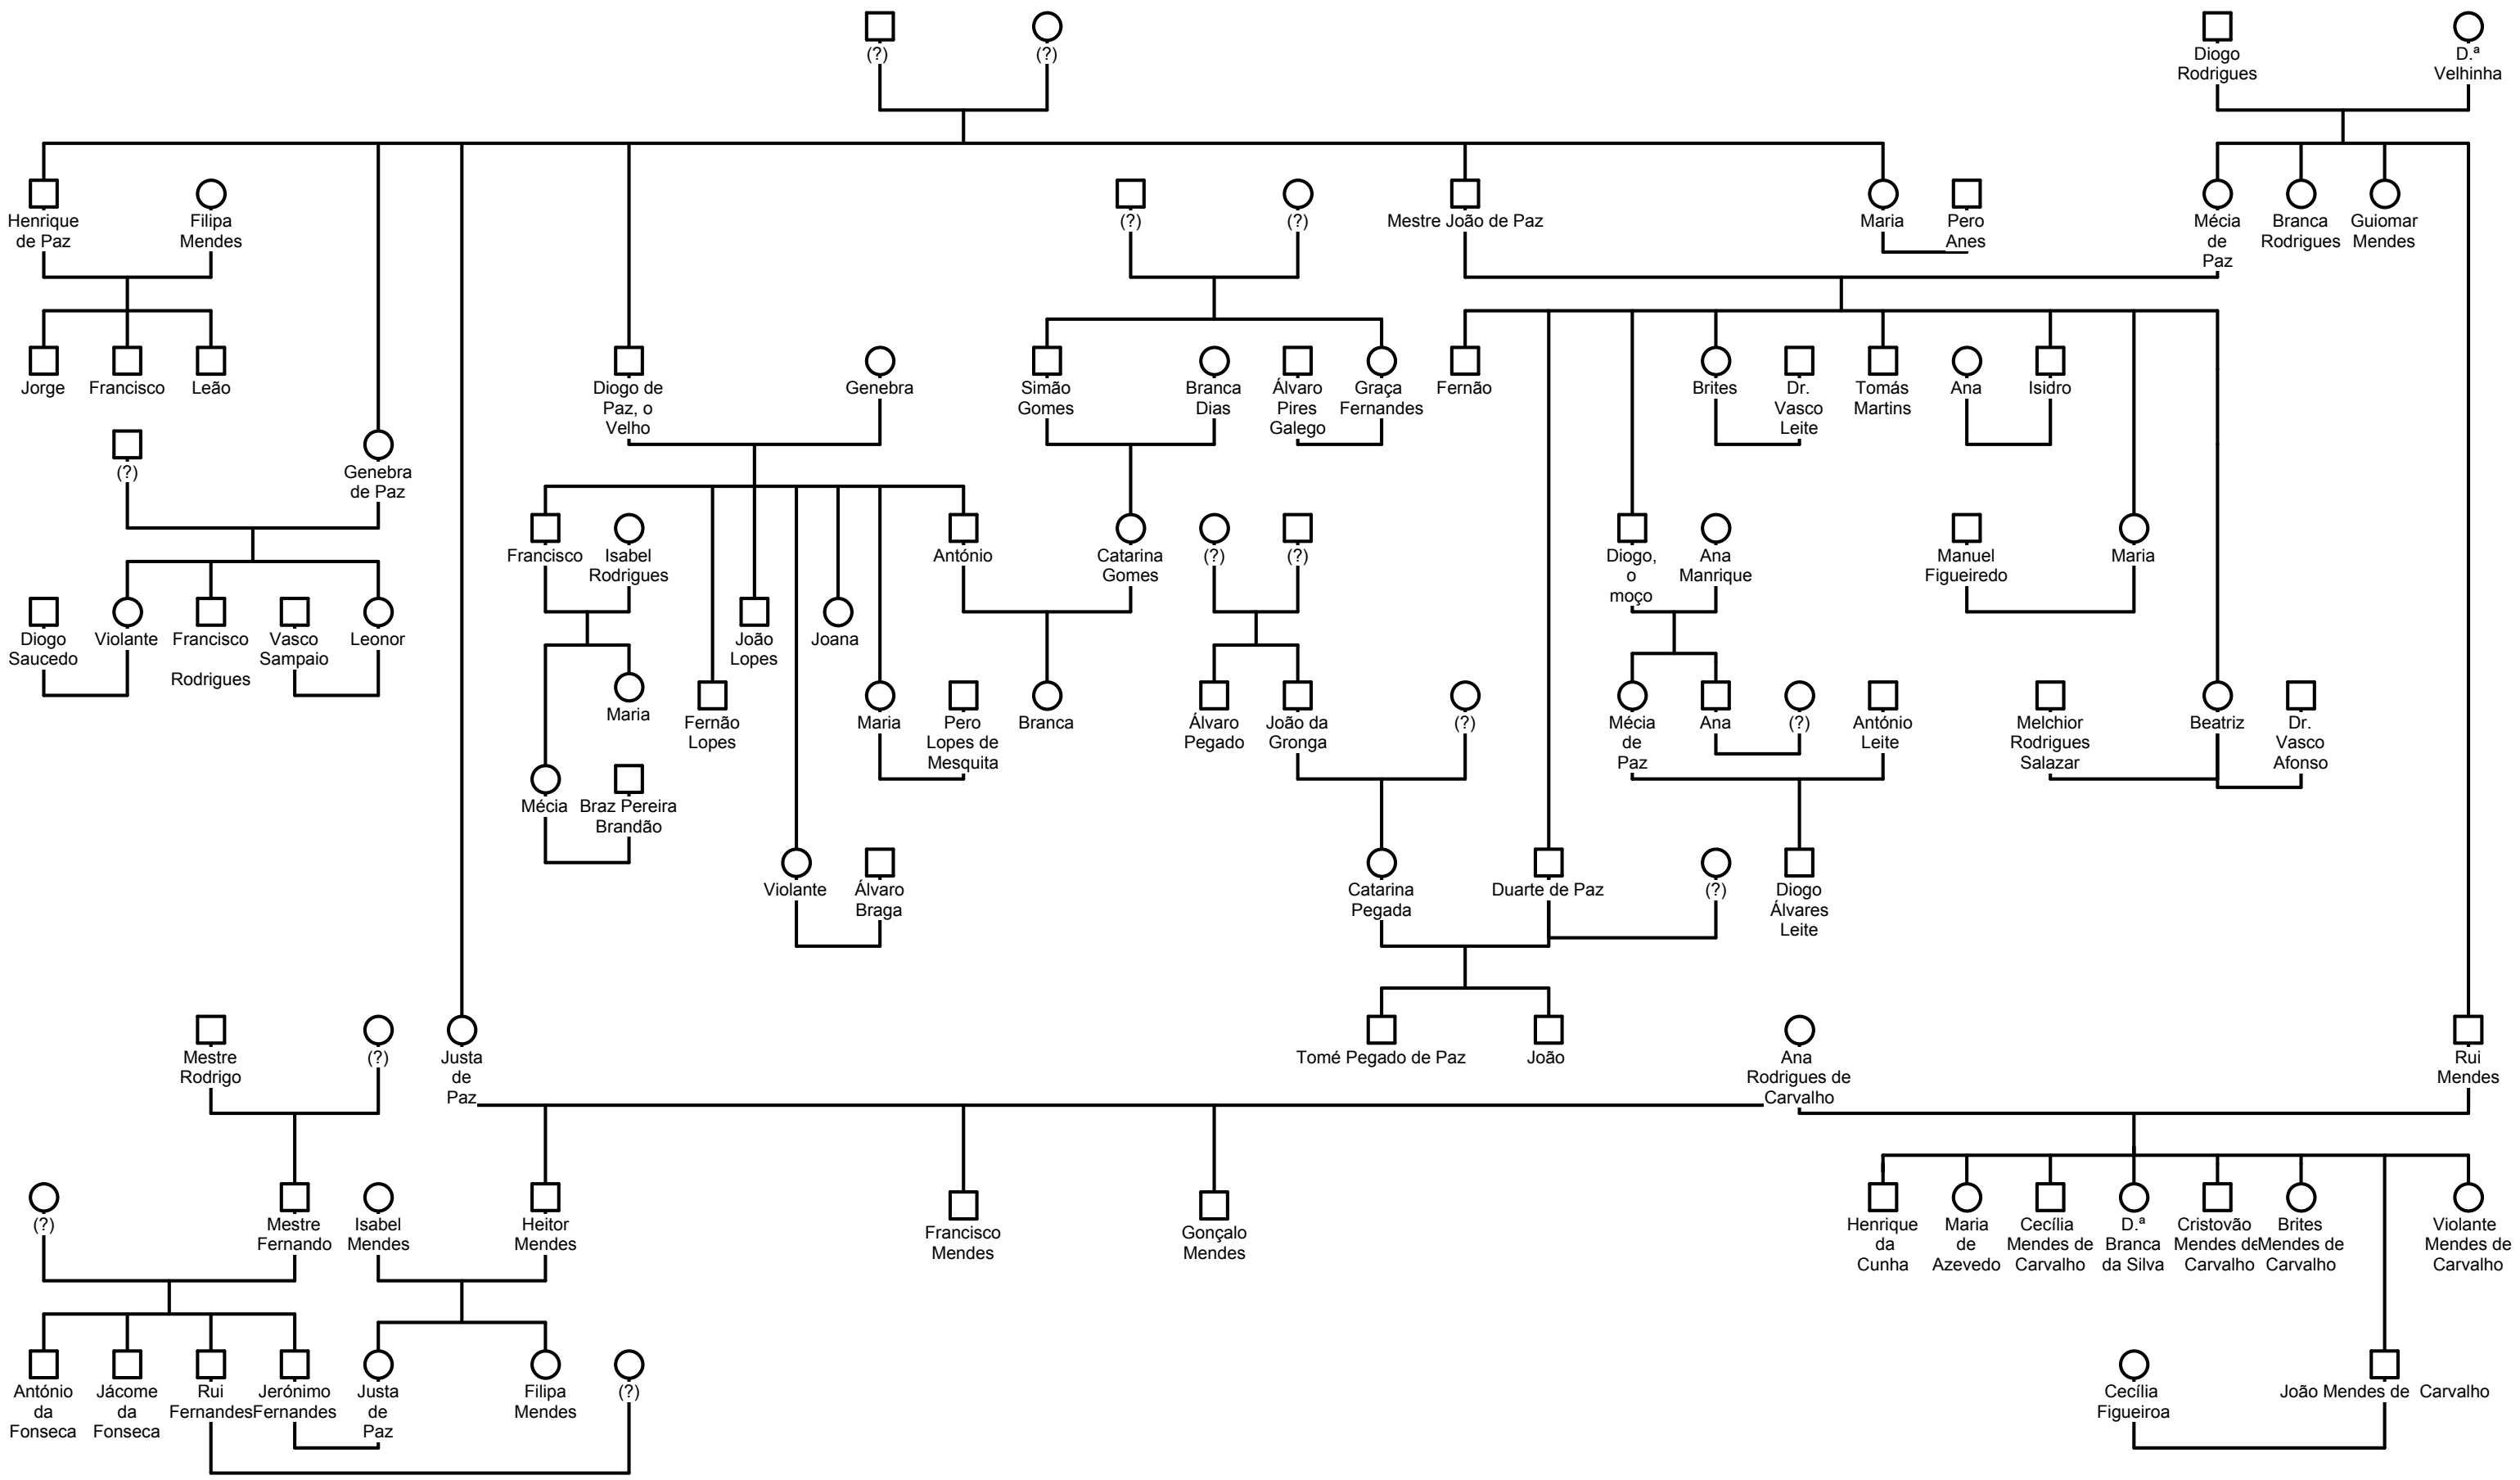 (?)
(?)
Diogo
Rodrigues
D.ª
Velhinha
Henrique
de Paz
Filipa
Mendes
(?)
(?)
Mestre João de Paz
Maria
Pero
Anes
Mécia
de
Paz
Branca
Rodrigues
Guiomar
Mendes
Jorge
Francisco
Leão
Diogo de
Paz, o
Velho
Genebra
Simão
Gomes
Branca
Dias
Álvaro
Pires
Galego
Graça
Fernandes
Fernão
Brites
Dr.
Vasco
Leite
Tomás
Martins
Ana
Isidro
(?)
Genebra
de Paz
Francisco
Isabel
Rodrigues
António
Catarina
Gomes
(?)
(?)
Diogo,
o
moço
Ana
Manrique
Manuel
Figueiredo
Maria
Diogo
Saucedo
Violante
Francisco
Rodrigues
Vasco
Sampaio
Leonor
João
Lopes
Joana
Maria
Fernão
Lopes
Maria
Pero
Lopes de
Mesquita
Branca
Álvaro
Pegado
João da
Gronga
(?)
Mécia
de
Paz
Ana
(?)
António
Leite
Melchior
Rodrigues
Salazar
Beatriz
Dr.
Vasco
Afonso
Mécia
Braz Pereira
Brandão
Violante
Álvaro
Braga
Catarina
Pegada
Duarte de Paz
(?)
Diogo
Álvares
Leite
Mestre
Rodrigo
(?)
Justa
de
Paz
Tomé Pegado de Paz
João
Ana
Rodrigues de
Carvalho
Rui
Mendes
(?)
Mestre
Fernando
Isabel
Mendes
Heitor
Mendes
Francisco
Mendes
Gonçalo
Mendes
Henrique
da
Cunha
Maria
de
Azevedo
Cecília
Mendes de
Carvalho
D.ª
Branca
da Silva
Cristovão
Mendes de
Carvalho
Brites
Mendes de
Carvalho
Violante
Mendes de
Carvalho
António
da
Fonseca
Jácome
da
Fonseca
Rui
Fernandes
Jerónimo
Fernandes
Justa
de
Paz
Filipa
Mendes
(?)
Cecília
Figueiroa
João Mendes de Carvalho